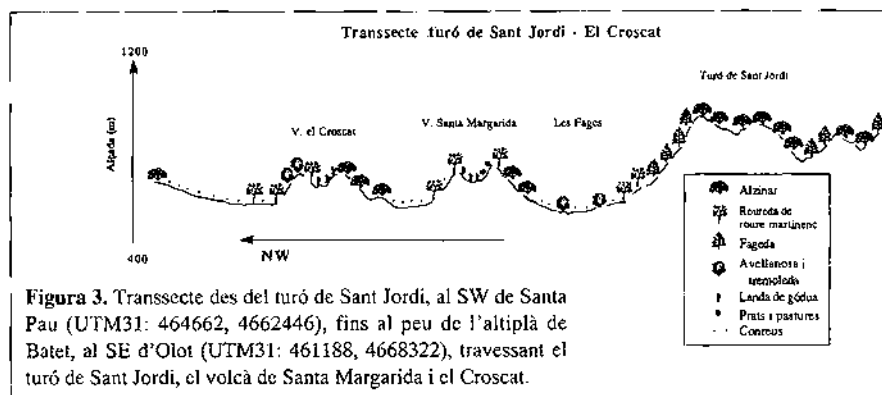 Transsecte turó de Sant Jordi - El Croscat
1200
Alçada (m)
400
Turó de Sant Jordi
V. el Croscat
V. Santa Margarida
Les Fages
NW
Alzinar
Roureda de
roure martinenc
Fageda
Avellanosa i
tremoleda
Landa de gódua
Prats i pastures
Conreus
Figura 3. Transsecte des del turó de Sant Jordi, al SW de Santa
Pau (UTM31: 464662, 4662446), fins al peu de l'altiplà de
Batet, al SE d'Olot (UTM31: 461188, 4668322), travessant el
turó de Sant Jordi, el volcà de Santa Margarida i el Croscat.